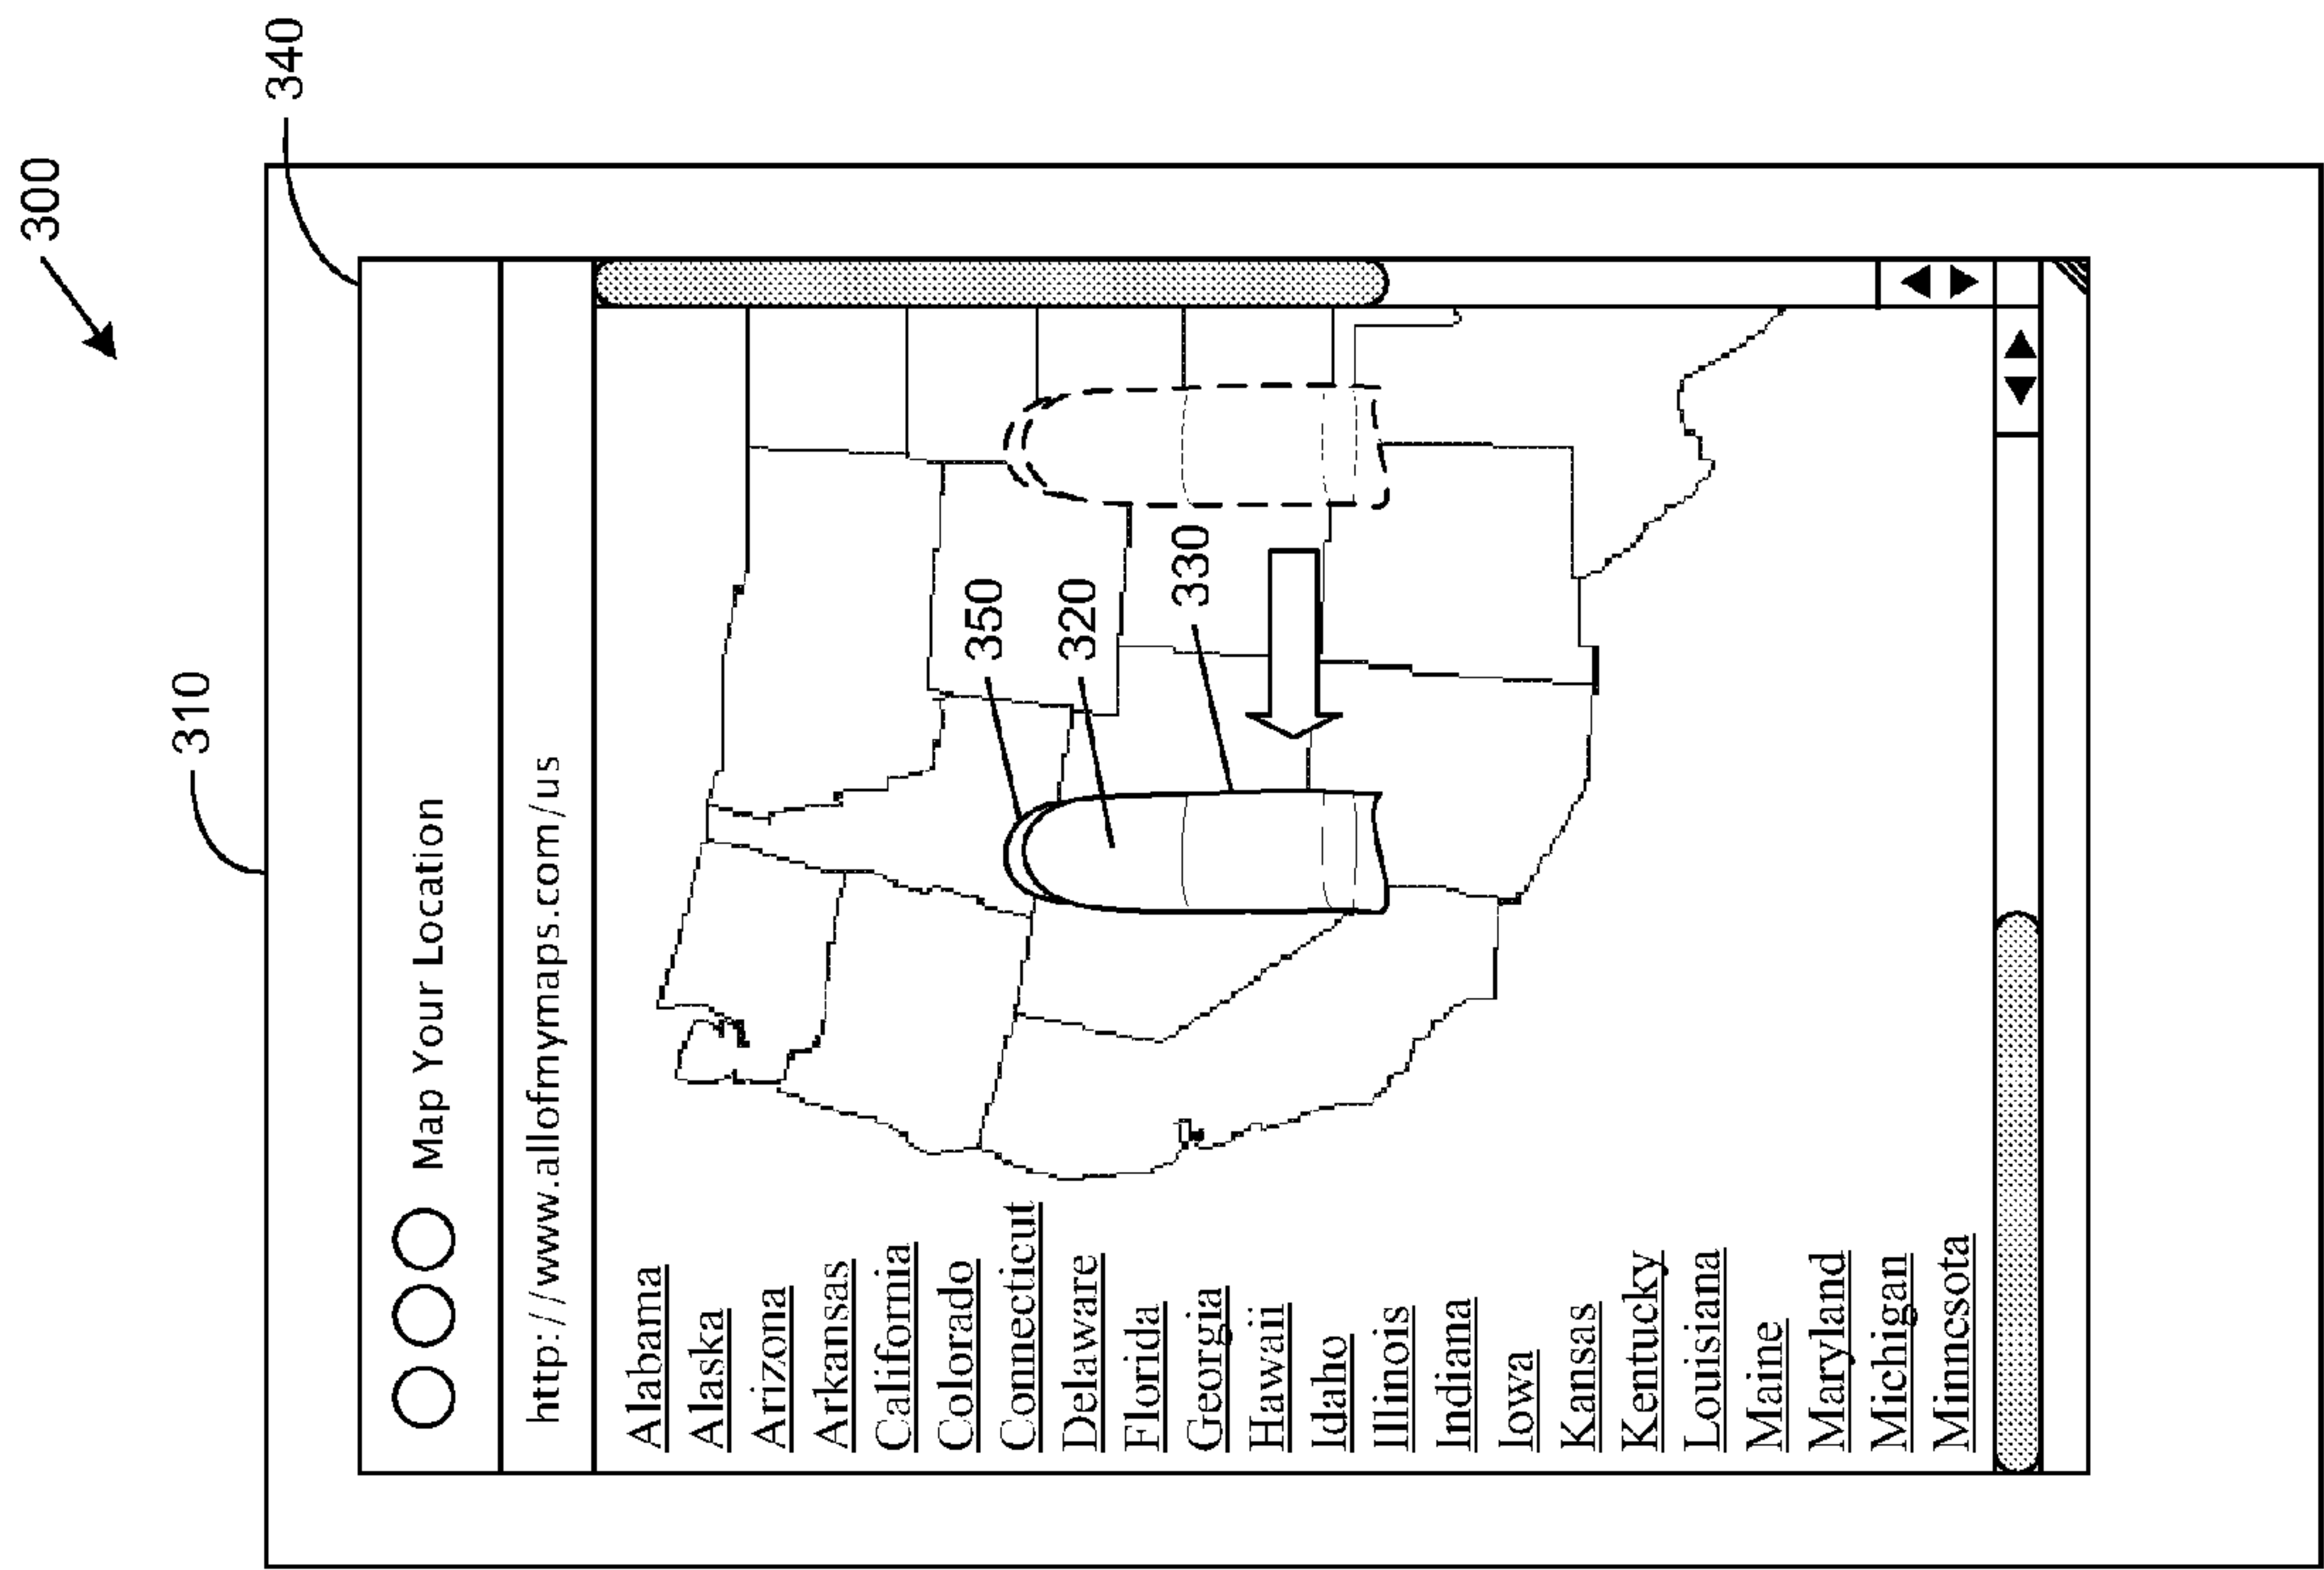 300
310
340
Map Your Location
http://www.allofmymaps.com/us
Alabama
Alaska
Arizona
Arkansas
California
Colorado
Connecticut
Delaware
Florida
Georgia
Hawaii
Idaho
Illinois
Indiana
Iowa
Kansas
Kentucky
Louisiana
Maine
Maryland
Michigan
Minnesota
350
320
330